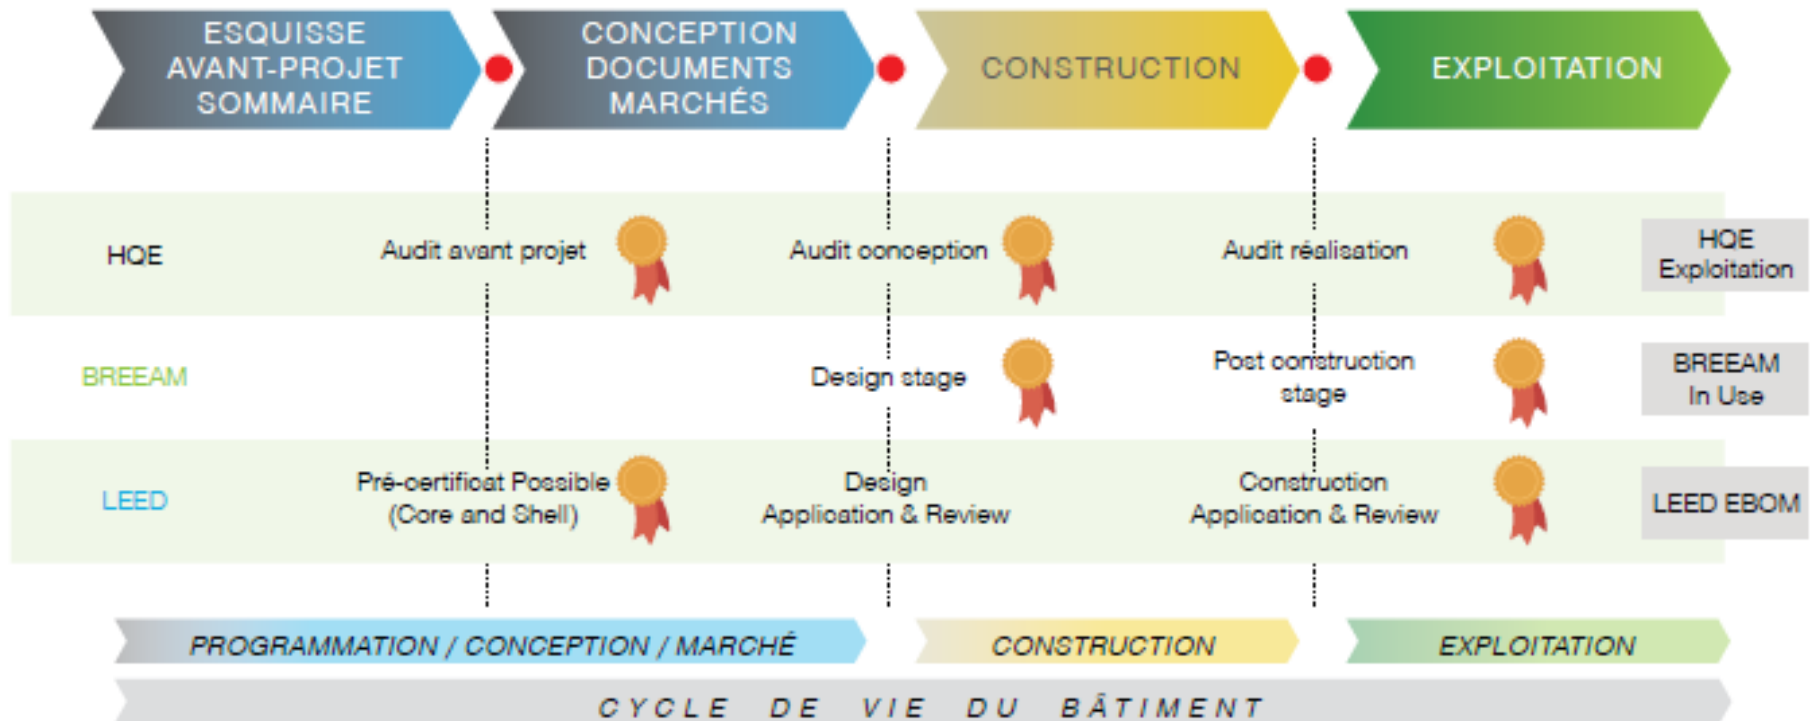 ESQUISSE
AVANT-PROJET
SOMMAIRE
CONCEPTION
DOCUMENTS
MARCHÉS
CONSTRUCTION
EXPLOITATION
HQE
Audit avant projet
Audit conception
Audit réalisation
HQE
Exploitation
BREEAM
Design stage
Post construction
stage
BREEAM
In Use
LEED
Pré-certificat Possible
(Core and Shell)
Design
Application & Review
Construction
Application & Review
LEED EBOM
PROGRAMMATION / CONCEPTION / MARCHÉ
CONSTRUCTION
EXPLOITATION
CYCLE DE VIE DU BÂTIMENT